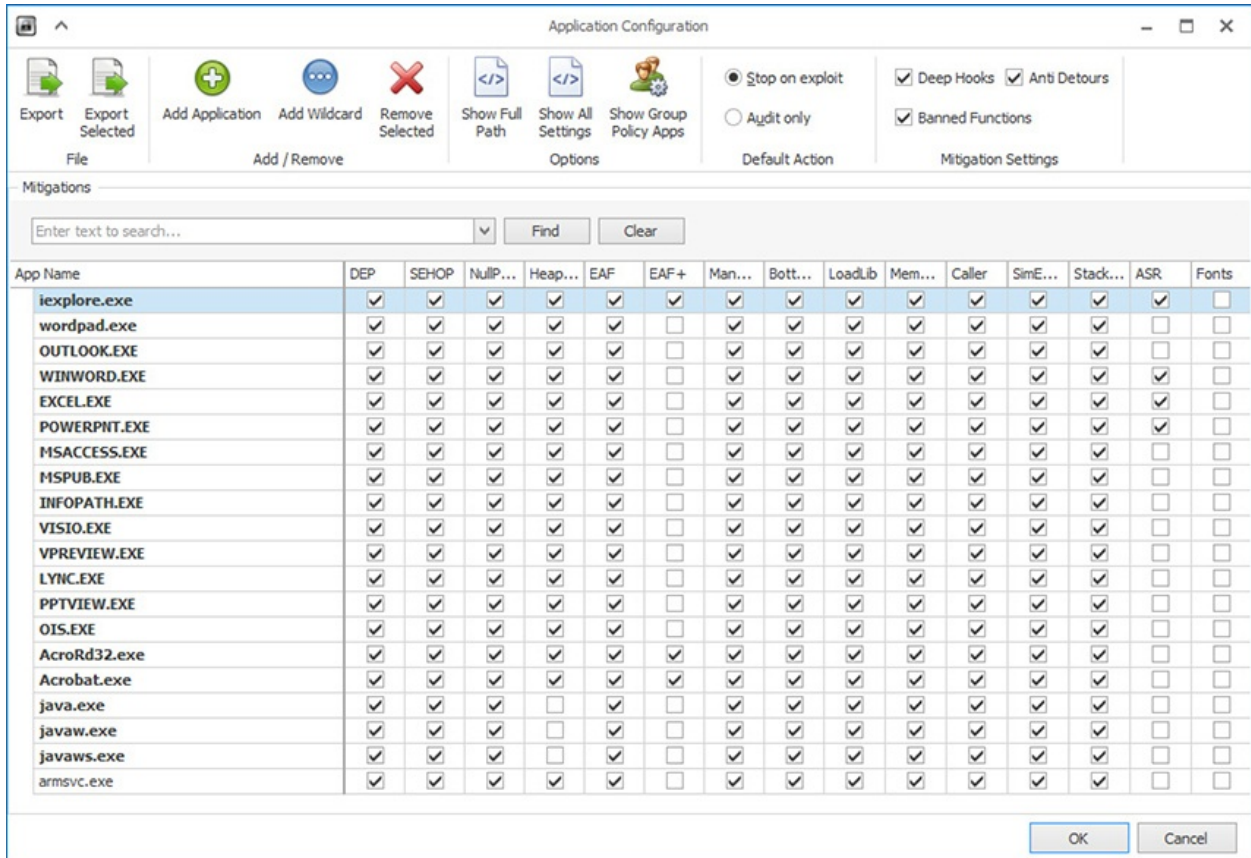 Application Configuration
Export
Export Selected
Add Application
Add Wildcard
Remove Selected
Show Full Path
Show All Settings
Show Group Policy Apps
Stop on exploit
Audit only
Deep Hooks
Anti Detours
Banned Functions
File
Add / Remove
Options
Default Action
Mitigation Settings
Mitigations
Enter text to search...
Find
Clear
App Name DEP SEHOP NullP... Heap... EAF EAF+ Man... Bott... LoadLib Mem... Caller SimE... Stack... ASR Fonts
iexplore.exe
wordpad.exe
OUTLOOK.EXE
WINWORD.EXE
EXCEL.EXE
POWERPNT.EXE
MSACCESS.EXE
MSPUB.EXE
INFOPATH.EXE
VISIO.EXE
VPREVIEW.EXE
LYNC.EXE
PPTVIEW.EXE
OIS.EXE
AcroRd32.exe
Acrobat.exe
java.exe
javaw.exe
javaws.exe
armsvc.exe
OK
Cancel